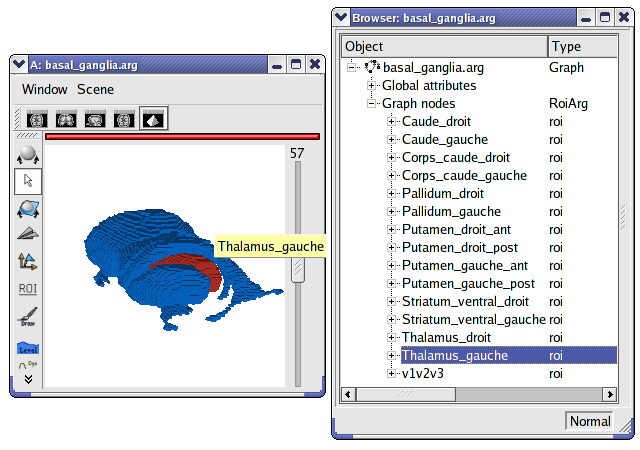 A: basal_ganglia.arg
Window Scene
57
Thalamus_gauche
ROI
Draw
Level
Dyn
Browser: basal_ganglia.arg
Object Type
basal_ganglia.arg Graph
Global attributes
Graph nodes RoiArg
Caude_droit roi
Caude_gauche roi
Corps_caude_droit roi
Corps_caude_gauche roi
Pallidum_droit roi
Pallidum_gauche roi
Putamen_droit_ant roi
Putamen_droit_post roi
Putamen_gauche_ant roi
Putamen_gauche_post roi
Striatum_ventral_droit roi
Striatum_ventral_gauche roi
Thalamus_droit roi
Thalamus_gauche roi
v1v2v3 roi
Normal